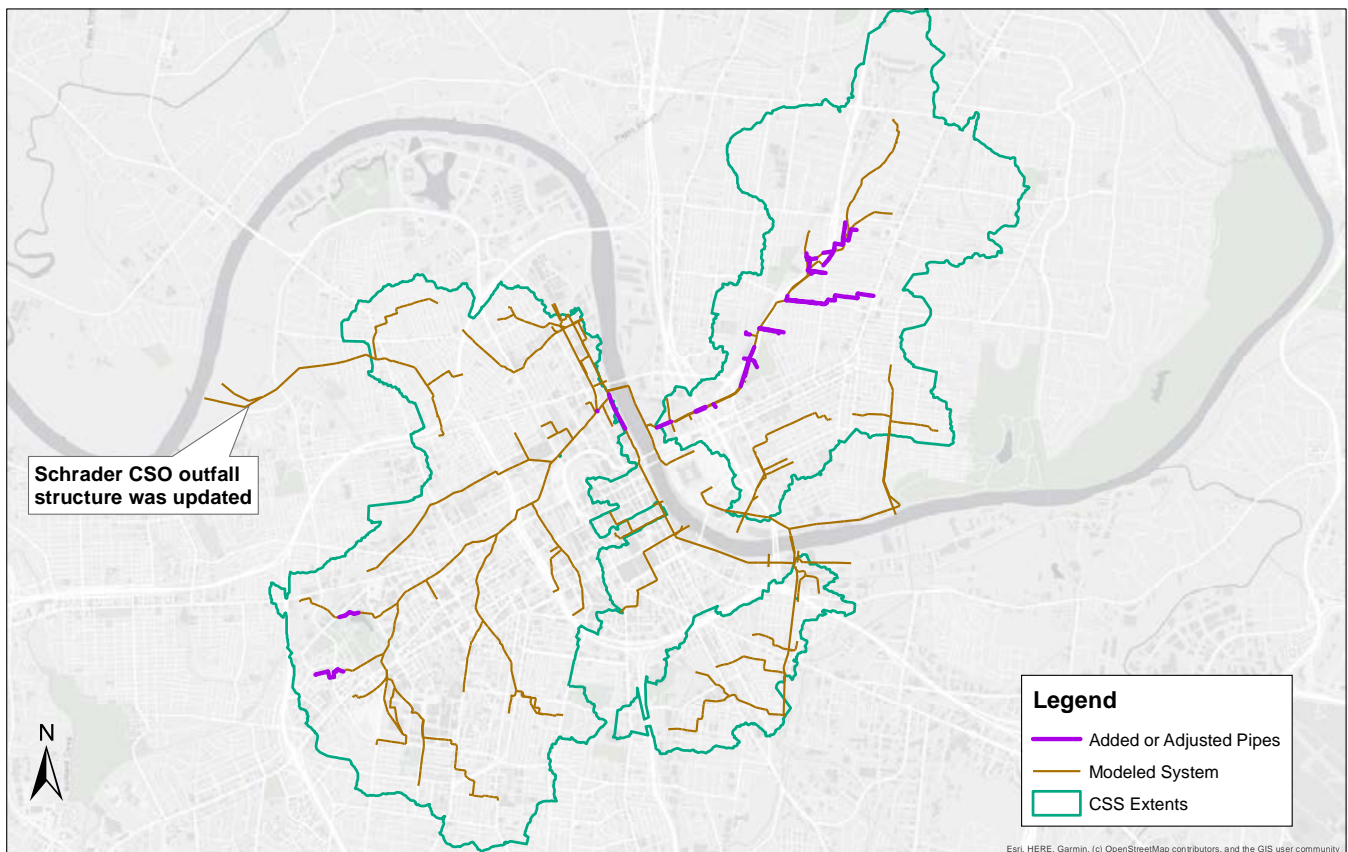 Schrader CSO outfall
structure was updated
N
Legend
Added or Adjusted Pipes
Modeled System
CSS Extents
Esri, HERE, Garmin, (c) OpenStreetMap contributors, and the GIS user community